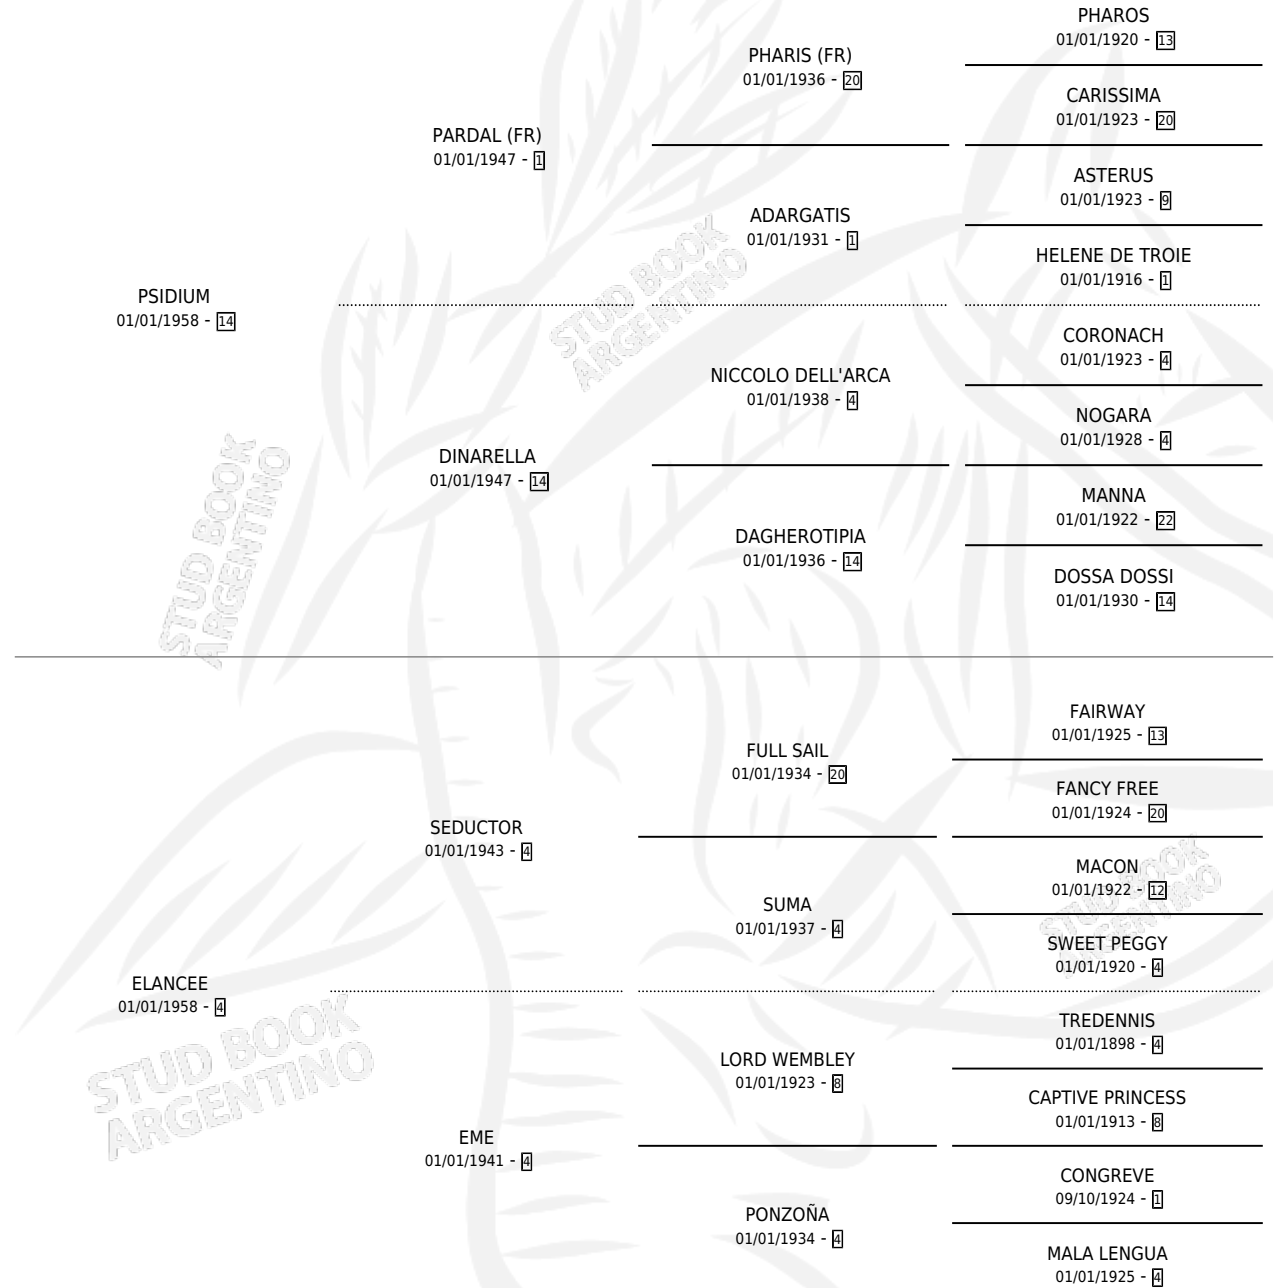 PHAROS
01/01/1920 - 13
PHARIS (FR)
01/01/1936 - 20
CARISSIMA
01/01/1923 - 20
PARDAL (FR)
01/01/1947 - 1
ASTERUS
01/01/1923 - 9
ADARGATIS
01/01/1931 - 1
HELENE DE TROIE
01/01/1916 - 1
PSIDIUM
01/01/1958 - 14
STUD BOOK
ARGENTINO
CORONACH
01/01/1923 - 4
NICCOLO DELL'ARCA
01/01/1938 - 4
NOGARA
01/01/1928 - 4
DINARELLA
01/01/1947 - 14
MANNA
01/01/1922 - 22
DAGHEROTIPIA
01/01/1936 - 14
DOSSA DOSSI
01/01/1930 - 14
STUD BOOK
ARGENTINO
FAIRWAY
01/01/1925 - 13
FULL SAIL
01/01/1934 - 20
FANCY FREE
01/01/1924 - 20
SEDUCTOR
01/01/1943 - 4
MACON
01/01/1922 - 12
SUMA
01/01/1937 - 4
STUD BOOK
ARGENTINO
SWEET PEGGY
01/01/1920 - 4
ELANCEE
01/01/1958 - 4
STUD BOOK
ARGENTINO
TREDENNIS
01/01/1898 - 4
LORD WEMBLEY
01/01/1923 - 8
CAPTIVE PRINCESS
01/01/1913 - 8
EME
01/01/1941 - 4
CONGREVE
09/10/1924 - 1
PONZOÑA
01/01/1934 - 4
MALA LENGUA
01/01/1925 - 4